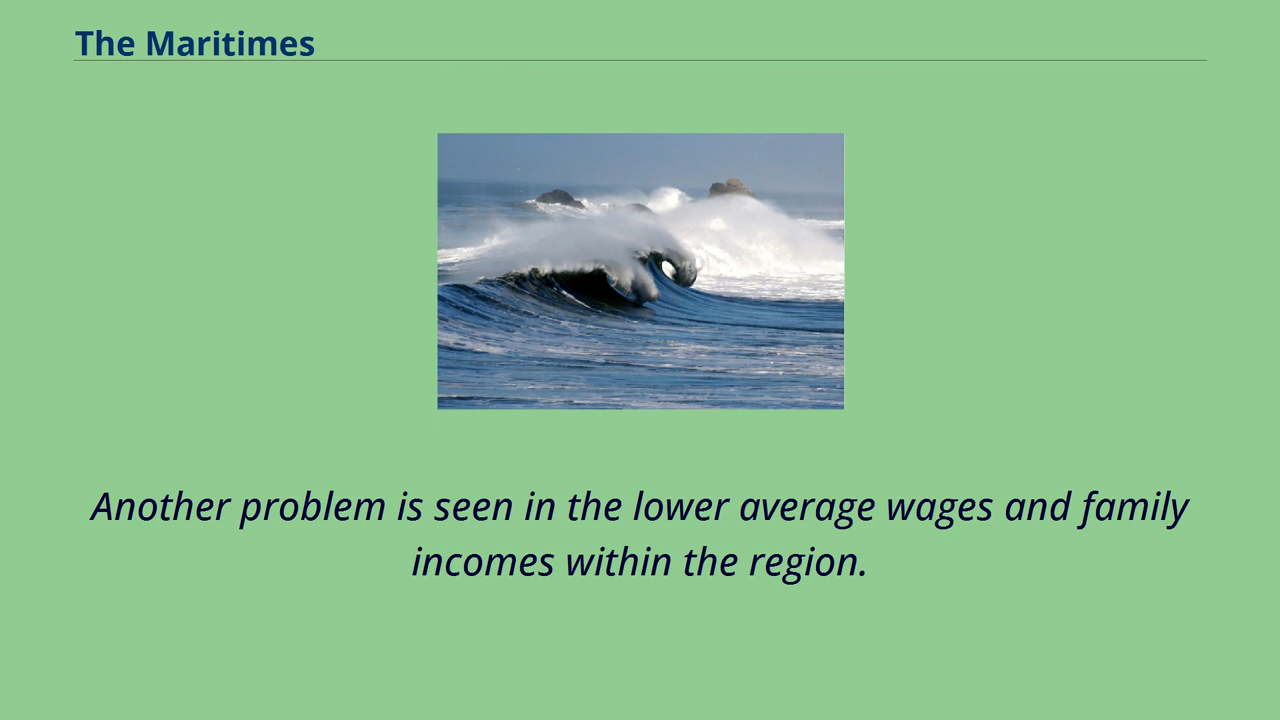 The Maritimes
Another problem is seen in the lower average wages and family
incomes within the region.